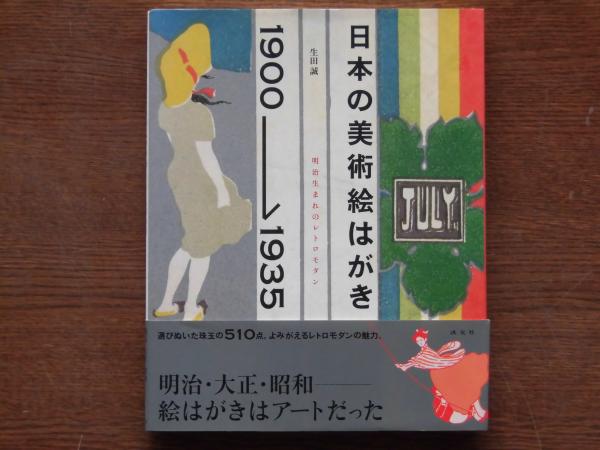 日本の美術絵はがき
1900—1935
生田誠
明治生まれのレトロモダン
JULY.
選びぬいた珠玉の510点。よみがえるレトロモダンの魅力。
淡交社
明治・大正・昭和——
絵はがきはアートだった